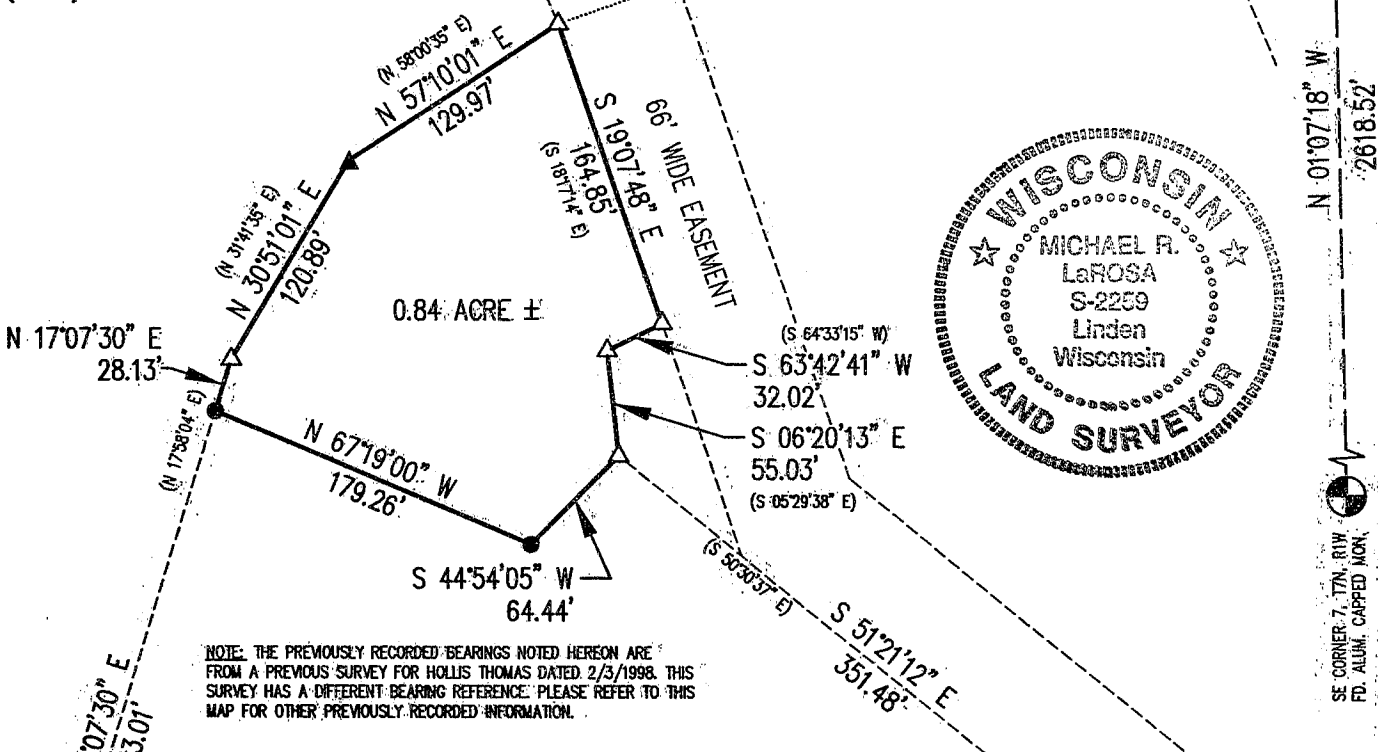 (N 58°00'35" E)
N 57°10'01" E
129.97'
S 19°07'48" E
164.85'
(S 18°17'14" E)
66' WIDE EASEMENT
(N 31°41'35" E)
N 30°51'01" E
120.89'
0.84 ACRE ±
N 17°07'30" E
28.13'
(N 17°58'04" E)
N 67°19'00" W
179.26'
(S 64°33'15" W)
S 63°42'41" W
32.02'
S 06°20'13" E
55.03'
(S 05°29'38" E)
S 44°54'05" W
64.44'
(S 50°30'37" E)
S 51°21'12" E
351.48'
07'30" E
3.01'
NOTE: THE PREVIOUSLY RECORDED BEARINGS NOTED HEREON ARE
FROM A PREVIOUS SURVEY FOR HOLLIS THOMAS DATED 2/3/1998. THIS
SURVEY HAS A DIFFERENT BEARING REFERENCE. PLEASE REFER TO THIS
MAP FOR OTHER PREVIOUSLY RECORDED INFORMATION.
WISCONSIN
MICHAEL R.
LaROSA
S-2259
Linden
Wisconsin
LAND SURVEYOR
N 01°07'18" W
2618.52'
SE CORNER 7, T7N, R1W
FD. ALUM. CAPPED MON.